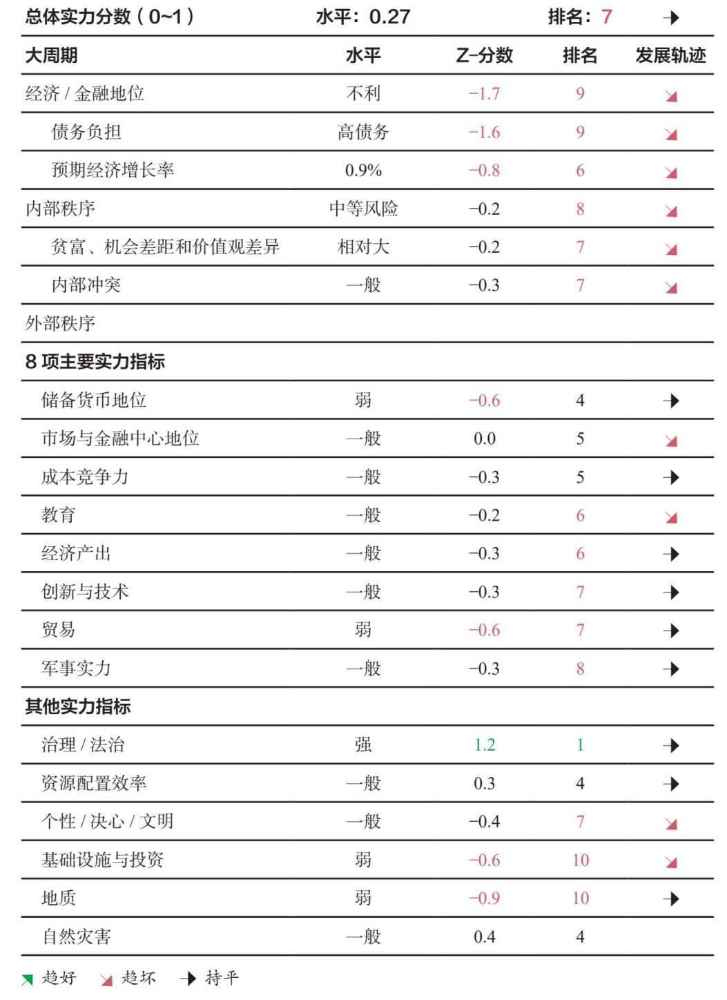 总体实力分数（0~1） 水平：0.27 排名：7 →
大周期 水平 Z-分数 排名 发展轨迹
经济 / 金融地位 不利 −1.7 9 ↘
债务负担 高债务 −1.6 9 ↘
预期经济增长率 0.9% −0.8 6 ↘
内部秩序 中等风险 −0.2 8 ↘
贫富、机会差距和价值观差异 相对大 −0.2 7 ↘
内部冲突 一般 −0.3 7 ↘
外部秩序
8 项主要实力指标
储备货币地位 弱 −0.6 4 →
市场与金融中心地位 一般 0.0 5 ↘
成本竞争力 一般 −0.3 5 →
教育 一般 −0.2 6 ↘
经济产出 一般 −0.3 6 →
创新与技术 一般 −0.3 7 →
贸易 弱 −0.6 7 →
军事实力 一般 −0.3 8 →
其他实力指标
治理 / 法治 强 1.2 1 →
资源配置效率 一般 0.3 4 →
个性 / 决心 / 文明 一般 −0.4 7 ↘
基础设施与投资 弱 −0.6 10 ↘
地质 弱 −0.9 10 →
自然灾害 一般 0.4 4
↗ 趋好 ↘ 趋坏 → 持平